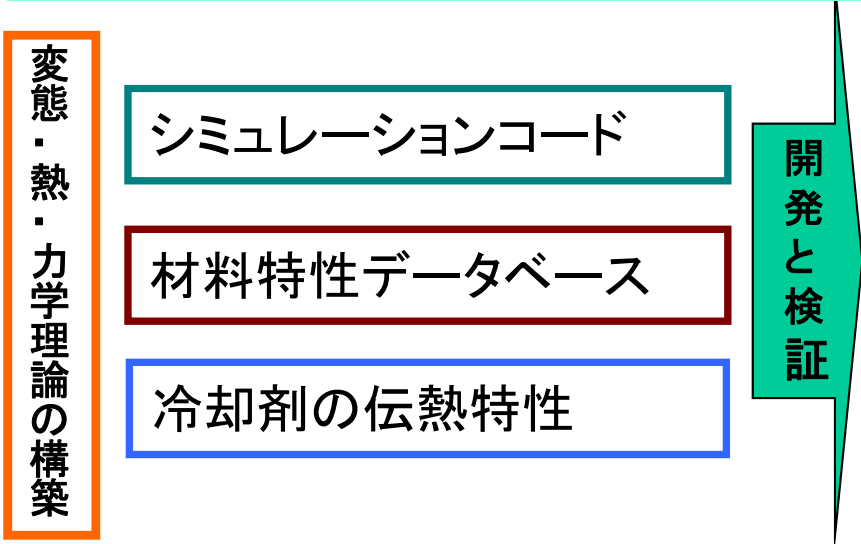 変態・熱・力学理論の構築
シミュレーションコード
材料特性データベース
冷却剤の伝熱特性
開発と検証